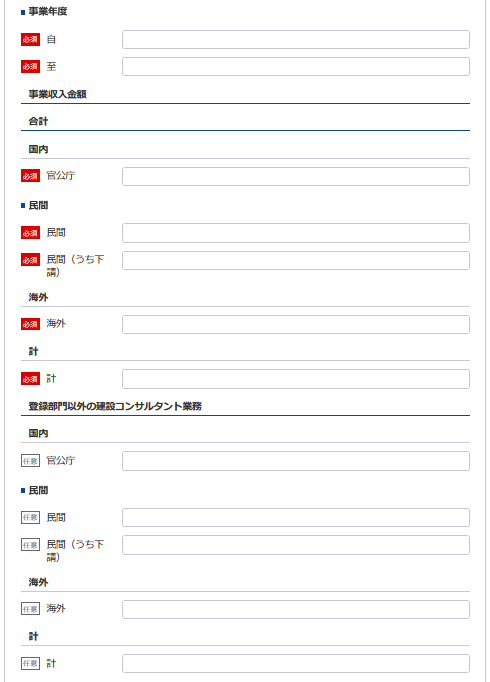 事業年度
必須 自
必須 至
事業収入金額
合計
国内
必須 官公庁
民間
必須 民間
必須 民間（うち下
請）
海外
必須 海外
計
必須 計
登録部門以外の建設コンサルタント業務
国内
任意 官公庁
民間
任意 民間
任意 民間（うち下
請）
海外
任意 海外
計
任意 計